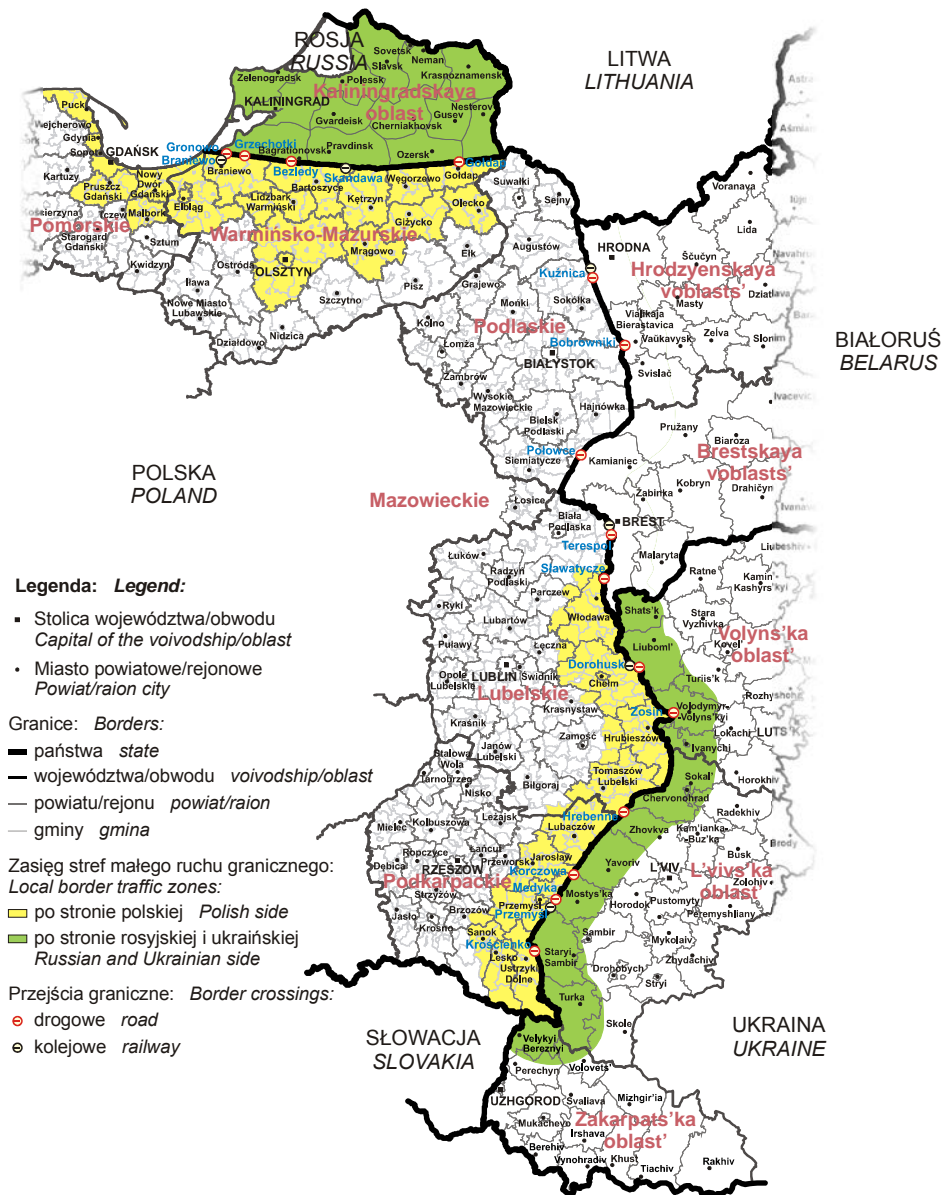 ROSJA
RUSSIA
LITWA
LITHUANIA
Sovetsk
Neman
Slavsk
Krasnoznamensk
Zelenogradsk
Polessk
Kaliningradskaya
oblast
KALININGRAD
Nesterov
Gusev
Gvardeisk
Cherniakhovsk
Pravdinsk
Ozersk
Bagrationovsk
Gronowo
Grzechotki
Braniewo
Braniewo
Bezledy
Skandawa
Gołdap
Gołdap
Puck
Wejcherowo
Gdynia
Sopot
GDAŃSK
Kartuzy
Pruszcz
Gdański
Nowy
Dwór
Gdański
Malbork
Tczew
Pomorskie
Starogard
Gdański
Sztum
Kwidzyn
Elbląg
Lidzbark
Warmiński
Bartoszyce
Kętrzyn
Węgorzewo
Giżycko
Olecko
Warmińsko-Mazurskie
Mrągowo
OLSZTYN
Ostróda
Iława
Nowe Miasto
Lubawskie
Działdowo
Nidzica
Szczytno
Pisz
Ełk
Suwałki
Sejny
Augustów
Grajewo
Mońki
Sokółka
Kolno
Łomża
Podlaskie
BIAŁYSTOK
Zambrów
Wysokie
Mazowieckie
Bielsk
Podlaski
Hajnówka
Siemiatycze
Kuźnica
Bobrowniki
Połowce
HRODNA
Voranava
Lida
Ščučyn
Hrodzyenskaya
voblasts'
Masty
Vialikaja
Bierastavica
Vaŭkavysk
Zelva
Slonim
Svislač
BIAŁORUŚ
BELARUS
Pružany
Biaroza
Kamianiec
Brestskaya
voblasts'
Kobryn
Drahičyn
Žabinka
BREST
Malaryta
POLSKA
POLAND
Mazowieckie
Łosice
Biała
Podlaska
Terespol
Sławatycze
Łuków
Radzyń
Podlaski
Parczew
Włodawa
Ryki
Lubartów
Puławy
Łęczna
LUBLIN
Świdnik
Chełm
Dorohusk
Opole
Lubelskie
Lubelskie
Krasnystaw
Kraśnik
Zamość
Hrubieszów
Zosin
Janów
Lubelski
Biłgoraj
Tomaszów
Lubelski
Hrebenne
Ratne
Kamin
Kashyrs'kyi
Shats'k
Stara
Vyzhivka
Volyns'ka
oblast'
Kovel
Liuboml'
Turiis'k
Volodymyr-
Volyns'kyi
Lokachi
LUTS'K
Ivanychi
Horokhiv
Sokal'
Chervonohrad
Radekhiv
Stalowa
Wola
Tarnobrzeg
Nisko
Leżajsk
Kolbuszowa
Mielec
Lubaczów
Ropczyce
Łańcut
Dębica
RZESZÓW
Przeworsk
Jarosław
Korczowa
Podkarpackie
Medyka
Strzyżów
Przemyśl
Przemyśl
Jasło
Brzozów
Krosno
Sanok
Krościenko
Lesko
Ustrzyki
Dolne
Zhovkva
Kam'ianka-
Buz'ka
Busk
Brody
Yavoriv
L'VIV
L'vivs'ka
oblast'
Zolohiv
Mostys'ka
Horodok
Pustomyty
Peremyshliany
Sambir
Mykolaiv
Zhydachiv
Staryi
Sambir
Drohobych
Stryi
Turka
Skole
SŁOWACJA
SLOVAKIA
UKRAINA
UKRAINE
Velykyi
Bereznyi
Perechyn
Volovets'
UZHGOROD
Svaliava
Mizhgir'ia
Mukachevo
Zakarpats'ka
oblast'
Irshava
Berehiv
Vynohradiv
Khust
Tiachiv
Rakhiv
Legenda: Legend:
Stolica województwa/obwodu
Capital of the voivodship/oblast
Miasto powiatowe/rejonowe
Powiat/raion city
Granice: Borders:
państwa state
województwa/obwodu voivodship/oblast
powiatu/rejonu powiat/raion
gminy gmina
Zasięg stref małego ruchu granicznego:
Local border traffic zones:
po stronie polskiej Polish side
po stronie rosyjskiej i ukraińskiej
Russian and Ukrainian side
Przejścia graniczne: Border crossings:
drogowe road
kolejowe railway